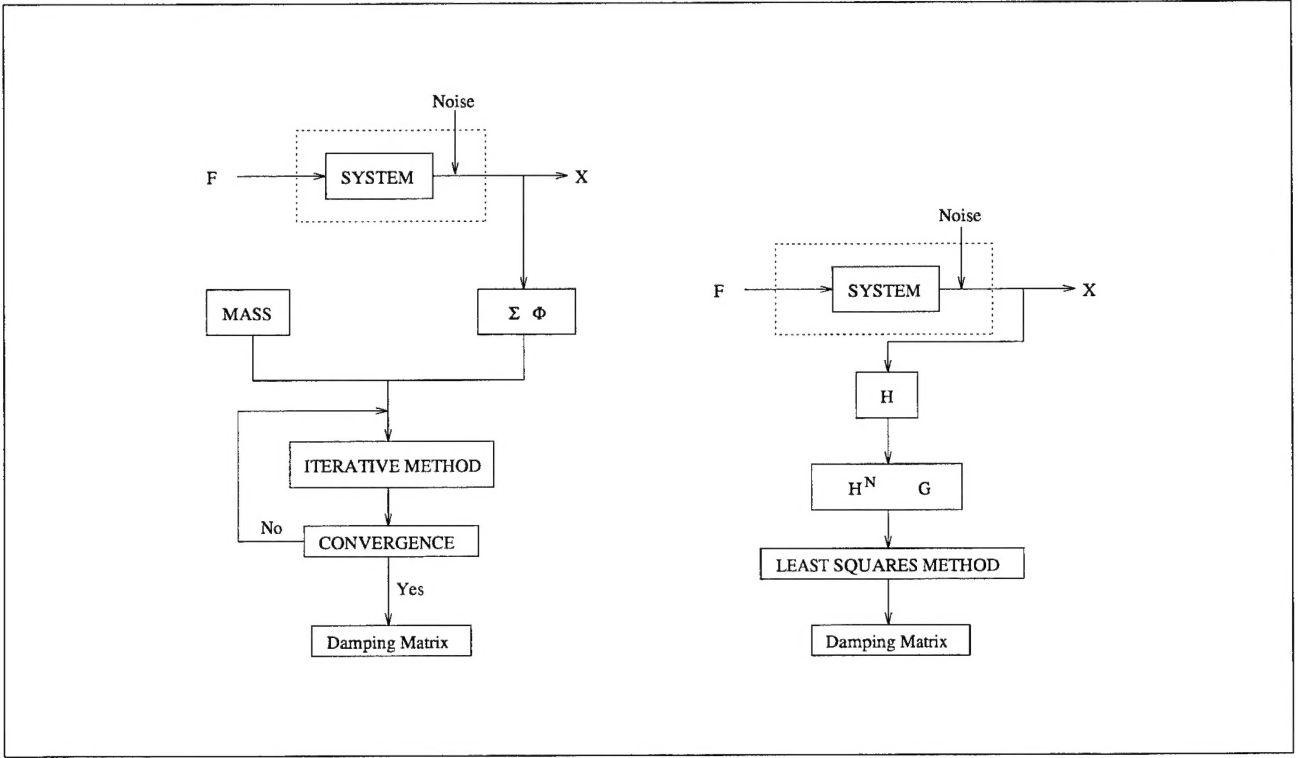 Noise
F
SYSTEM
X
MASS
Σ Φ
ITERATIVE METHOD
No
CONVERGENCE
Yes
Damping Matrix
Noise
F
SYSTEM
X
H
H^N G
LEAST SQUARES METHOD
Damping Matrix